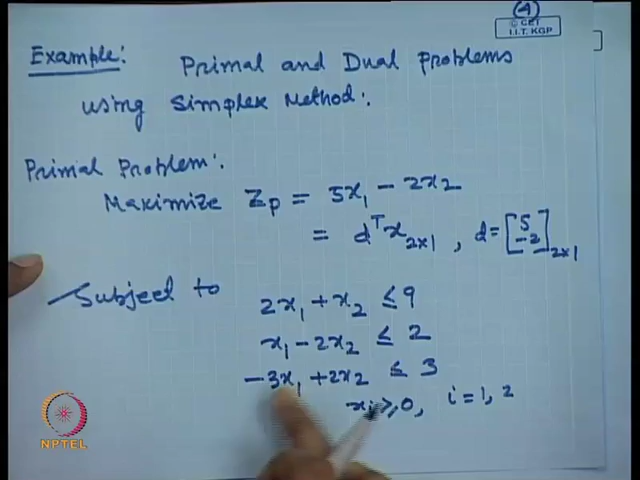 4
© CET
I.I.T. KGP
Example: Primal and Dual Problems
using Simplex Method:
Primal Problem:
Maximize Zp = 5x₁ - 2x₂
= dᵀx₂ₓ₁, d = [5 -2]₂ₓ₁
Subject to
2x₁ + x₂ ≤ 9
x₁ - 2x₂ ≤ 2
-3x₁ + 2x₂ ≤ 3
xᵢ ≥ 0, i = 1, 2
NPTEL